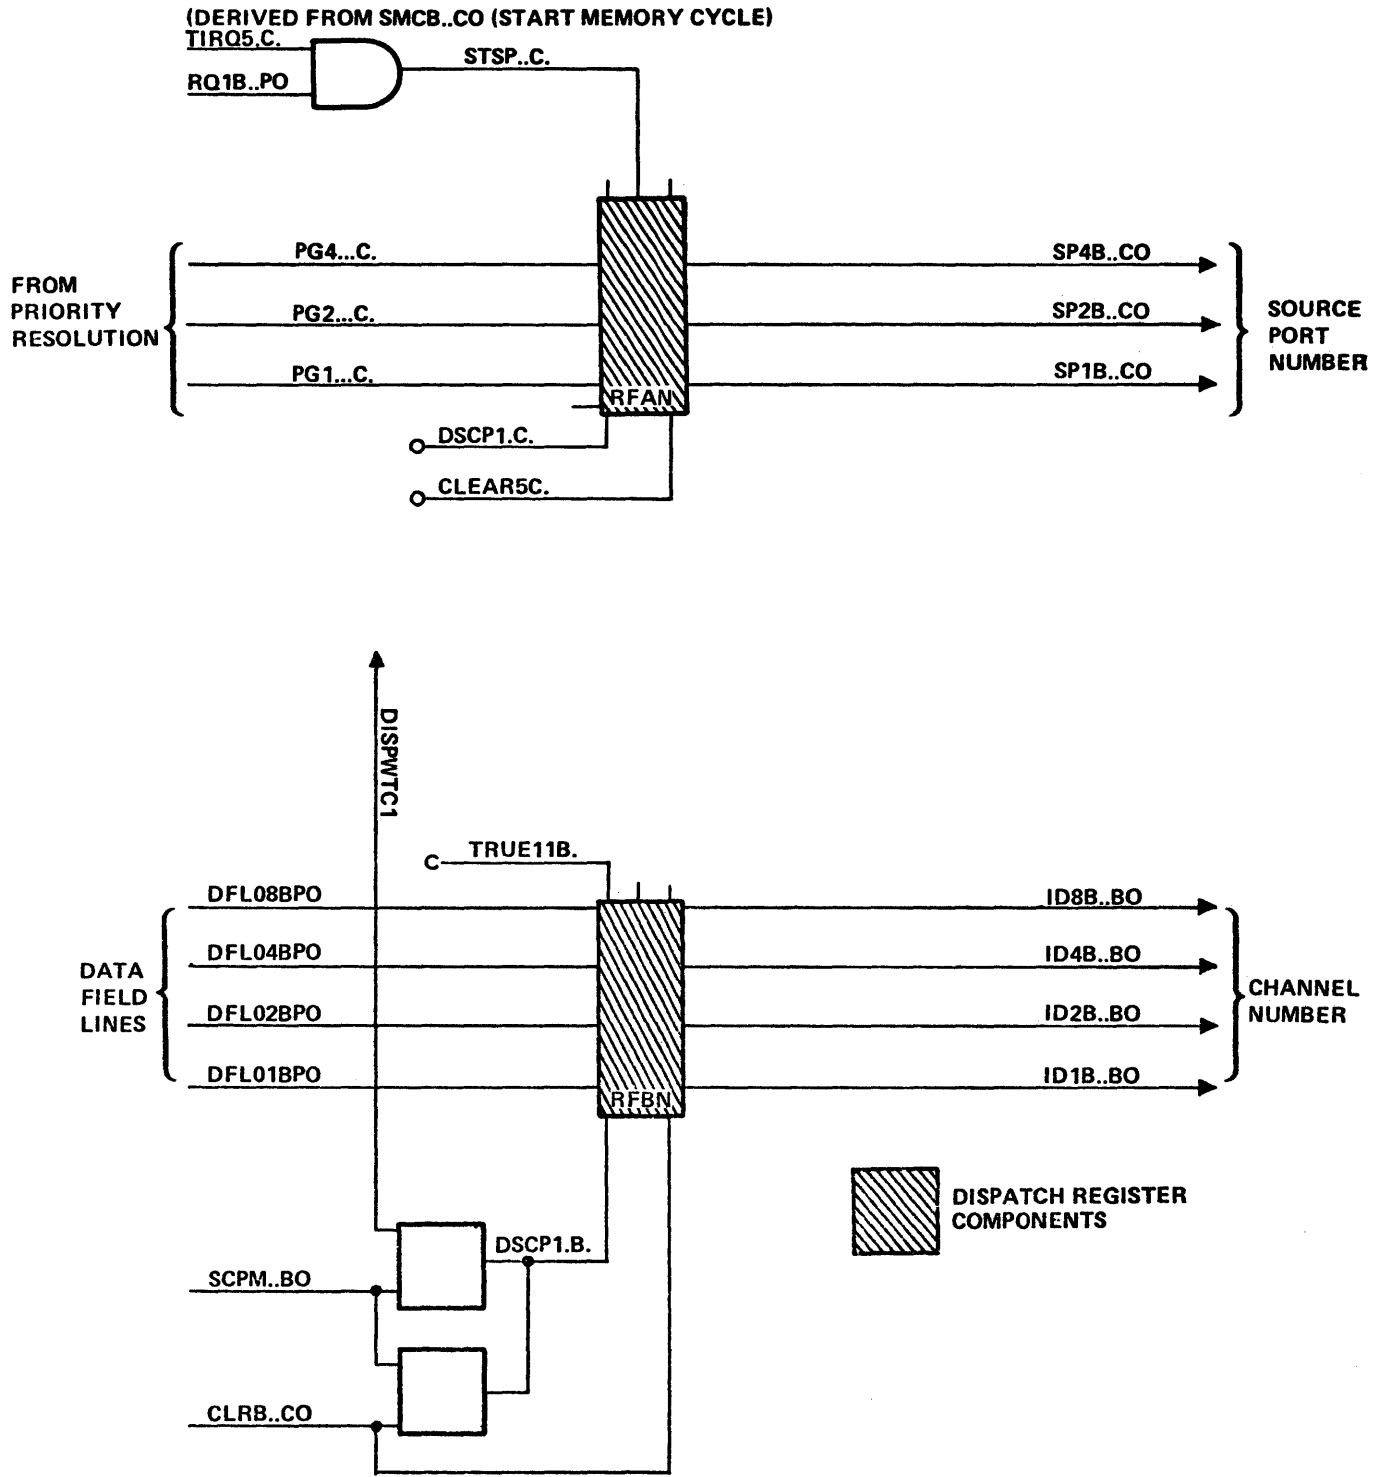 (DERIVED FROM SMCB..CO (START MEMORY CYCLE)
TIRQ5.C.
STSP..C.
RQ1B..PO
PG4...C.
SP4B..CO
FROM
PRIORITY
RESOLUTION
PG2...C.
SP2B..CO
SOURCE
PORT
NUMBER
PG1...C.
SP1B..CO
RFAN
DSCP1.C.
CLEAR5C.
DISPWTC1
C
TRUE11B.
DFL08BPO
ID8B..BO
DATA
FIELD
LINES
DFL04BPO
ID4B..BO
CHANNEL
NUMBER
DFL02BPO
ID2B..BO
DFL01BPO
ID1B..BO
RFBN
DISPATCH REGISTER
COMPONENTS
DSCP1.B.
SCPM..BO
CLRB..CO